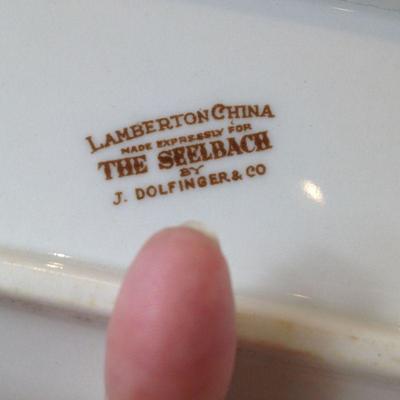 LAMBERTON CHINA
MADE EXPRESSLY FOR
THE SEELBACH
BY
J. DOLFINGER & CO